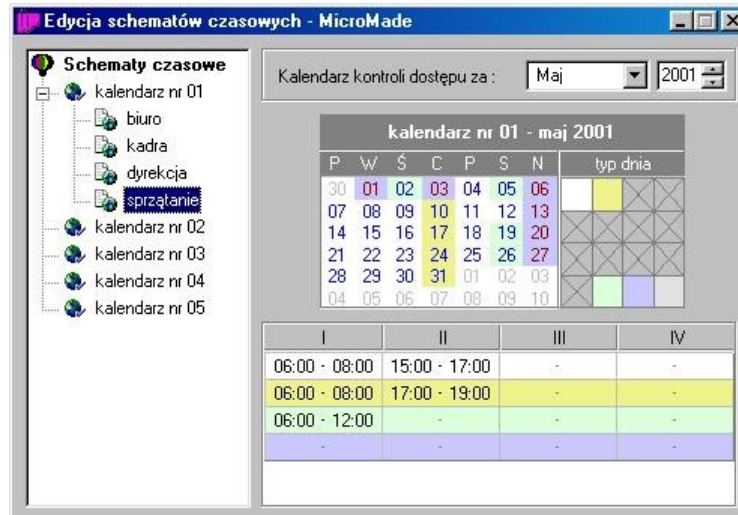 Edycja schematów czasowych - MicroMade
Schematy czasowe
kalendarz nr 01
biuro
kadra
dyrekcja
sprzątanie
kalendarz nr 02
kalendarz nr 03
kalendarz nr 04
kalendarz nr 05
Kalendarz kontroli dostępu za : Maj 2001
kalendarz nr 01 - maj 2001
P W Ś C P S N typ dnia
30 01 02 03 04 05 06
07 08 09 10 11 12 13
14 15 16 17 18 19 20
21 22 23 24 25 26 27
28 29 30 31 01 02 03
04 05 06 07 08 09 10
I II III IV
06:00 - 08:00 15:00 - 17:00 - -
06:00 - 08:00 17:00 - 19:00 - -
06:00 - 12:00 - - -
- - - -